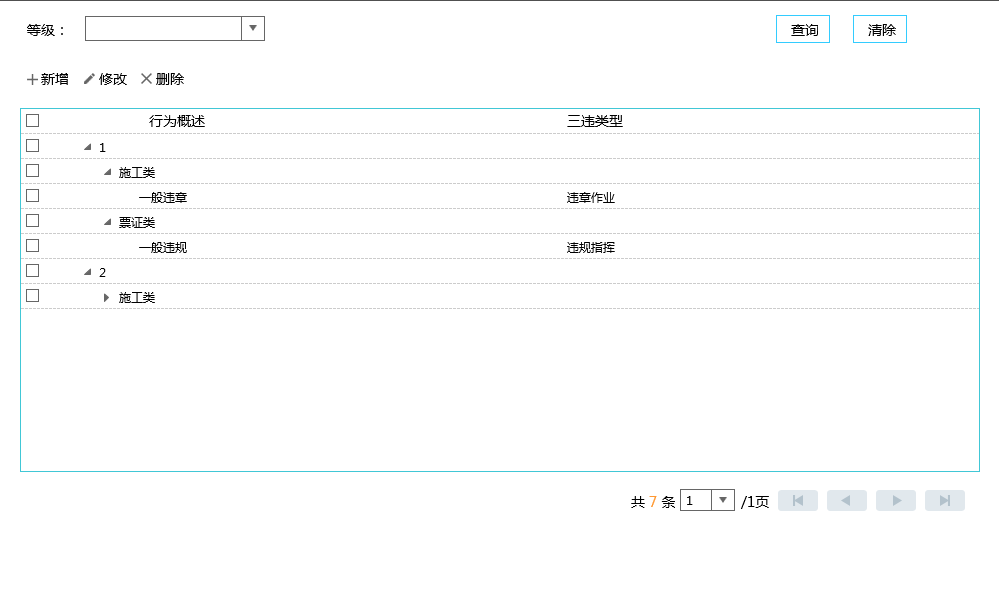 等级： 查询 清除
新增 修改 删除
行为概述 三违类型
1
施工类
一般违章 违章作业
票证类
一般违规 违规指挥
2
施工类
共 7 条 1 /1页